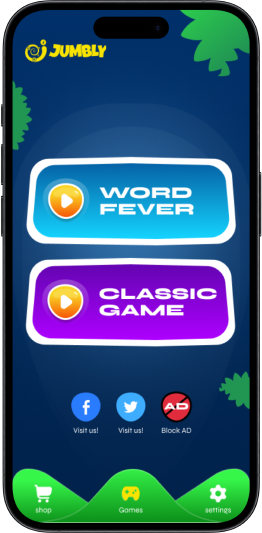 JUMBLY
WORD
FEVER
CLASSIC
GAME
AD
Visit us!
Visit us!
Block AD
shop
Games
settings